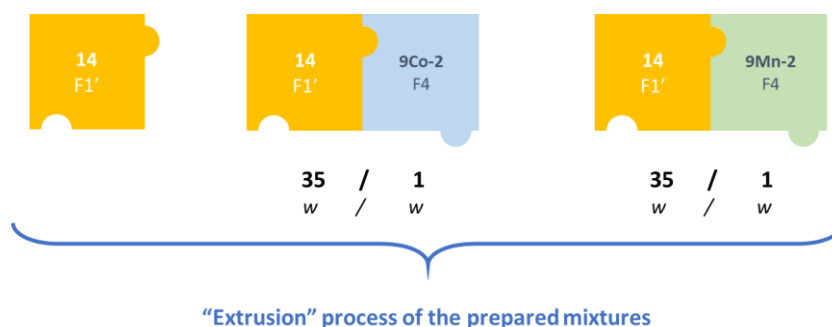 14
F1’
14
F1’
9Co-2
F4
14
F1’
9Mn-2
F4
35 / 1
w / w
35 / 1
w / w
“Extrusion” process of the prepared mixtures